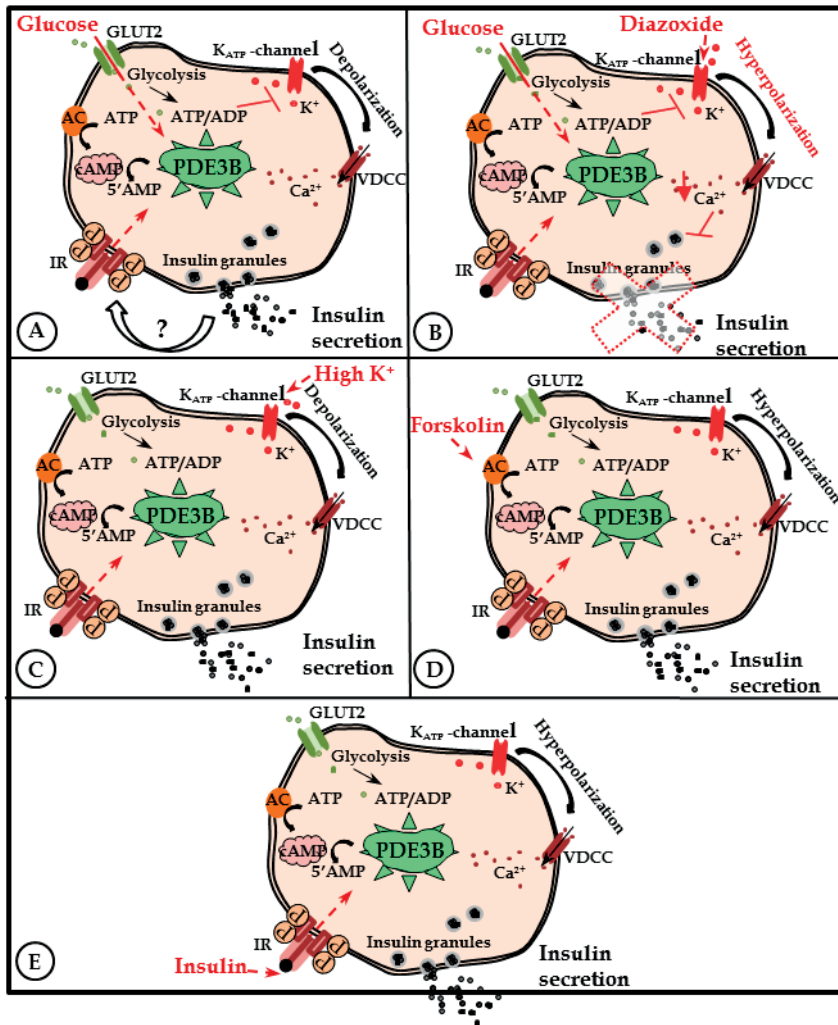 Glucose
GLUT2
K_ATP -channel
Glycolysis
Depolarization
AC
ATP
ATP/ADP
K⁺
cAMP
PDE3B
5'AMP
Ca²⁺
VDCC
P
P
P
P
IR
Insulin granules
Insulin
secretion
?
A
Diazoxide
Glucose
GLUT2
K_ATP -channel
Glycolysis
Hyperpolarization
AC
ATP
ATP/ADP
K⁺
cAMP
PDE3B
5'AMP
Ca²⁺
VDCC
P
P
P
P
IR
Insulin granules
Insulin
secretion
B
High K⁺
GLUT2
K_ATP -channel
Glycolysis
Depolarization
AC
ATP
ATP/ADP
K⁺
cAMP
PDE3B
5'AMP
Ca²⁺
VDCC
P
P
P
P
IR
Insulin granules
Insulin
secretion
C
Forskolin
GLUT2
K_ATP -channel
Glycolysis
Hyperpolarization
AC
ATP
ATP/ADP
K⁺
cAMP
PDE3B
5'AMP
Ca²⁺
VDCC
P
P
P
P
IR
Insulin granules
Insulin
secretion
D
GLUT2
K_ATP -channel
Glycolysis
Hyperpolarization
AC
ATP
ATP/ADP
K⁺
cAMP
PDE3B
5'AMP
Ca²⁺
VDCC
P
P
P
P
IR
Insulin granules
Insulin
Insulin
secretion
E